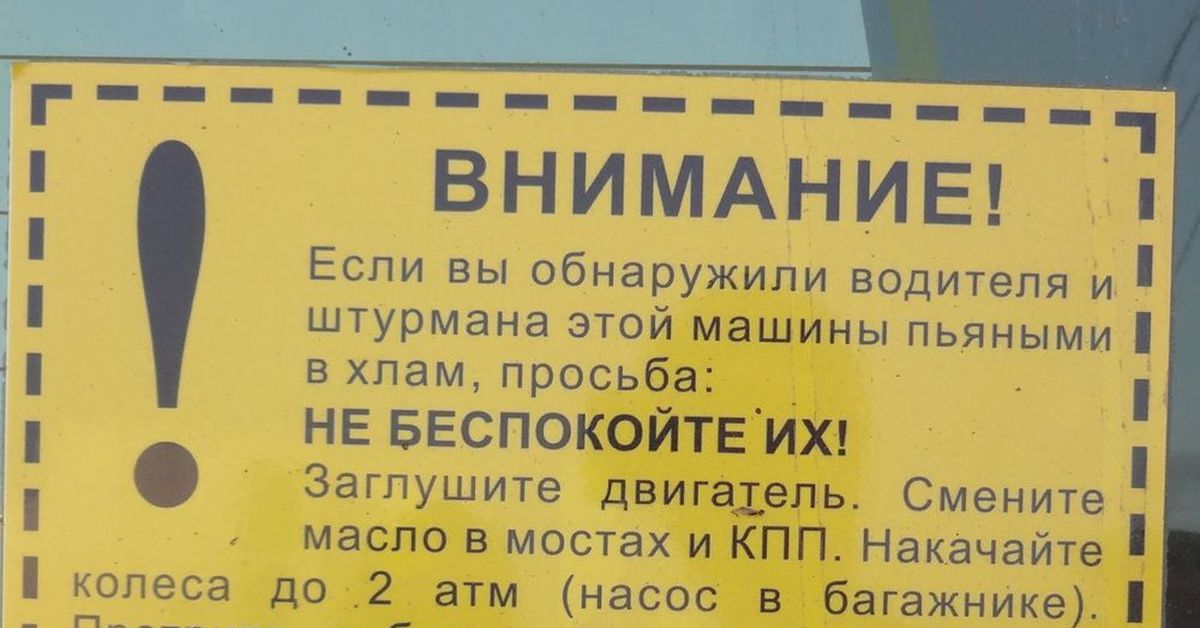 ВНИМАНИЕ!
Если вы обнаружили водителя и
штурмана этой машины пьяными
в хлам, просьба:
НЕ БЕСПОКОЙТЕ ИХ!
Заглушите двигатель. Смените
масло в мостах и КПП. Накачайте
колеса до 2 атм (насос в багажнике).